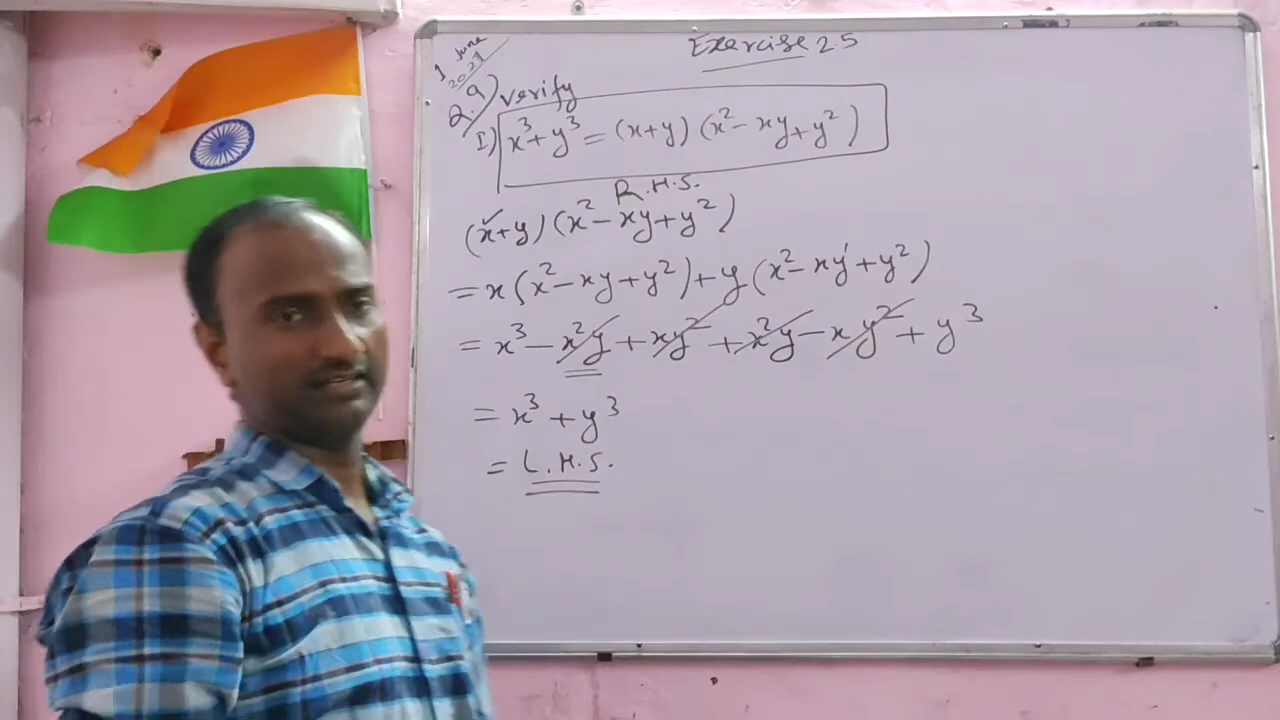 Exercise 2.5
1 June 2021
Q.9) verify
I) x³+y³ = (x+y) (x²-xy+y²)
R.H.S.
(x+y) (x²-xy+y²)
= x(x²-xy+y²)+y(x²-xy+y²)
= x³-x²y+xy²+x²y-xy²+y³
= x³+y³
= L.H.S.